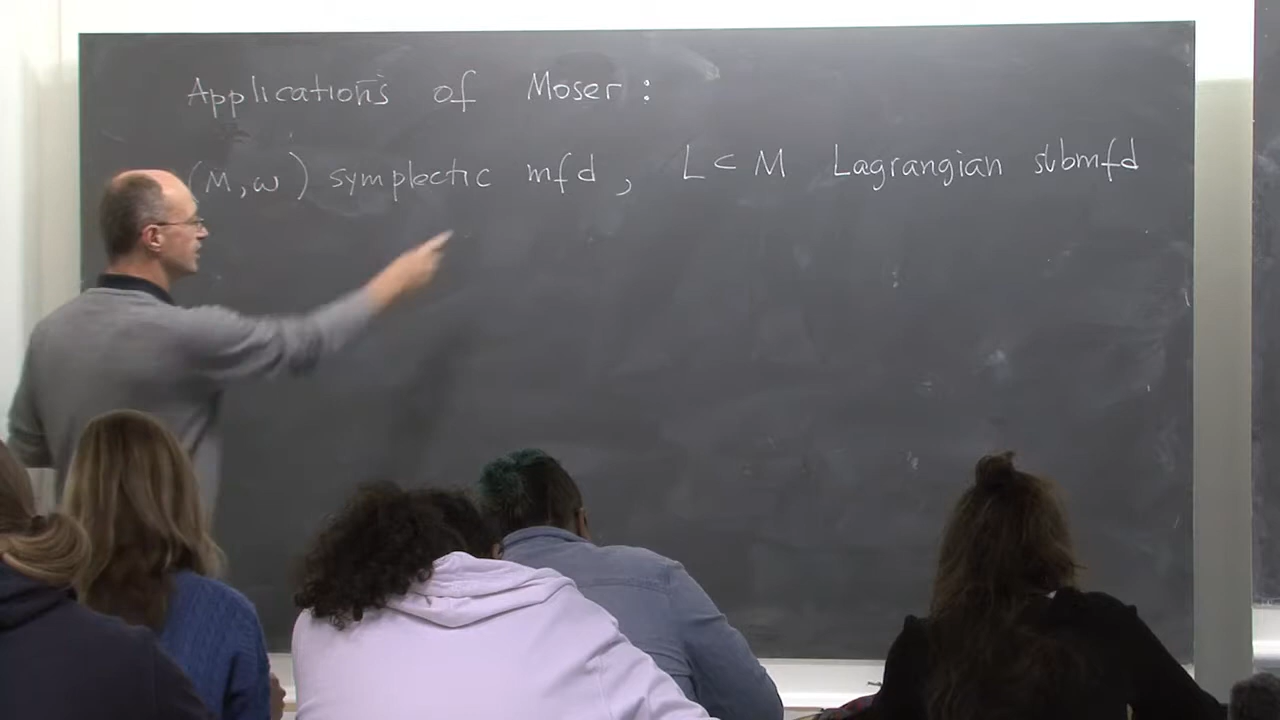 Applications of Moser:
(M,ω) symplectic mfd, L⊂M Lagrangian submfd